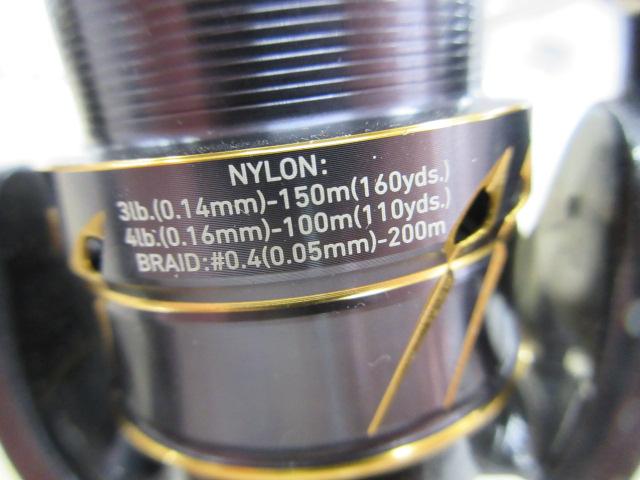 NYLON:
3lb.(0.14mm)-150m(160yds.)
4lb.(0.16mm)-100m(110yds.)
BRAID:#0.4(0.05mm)-200m